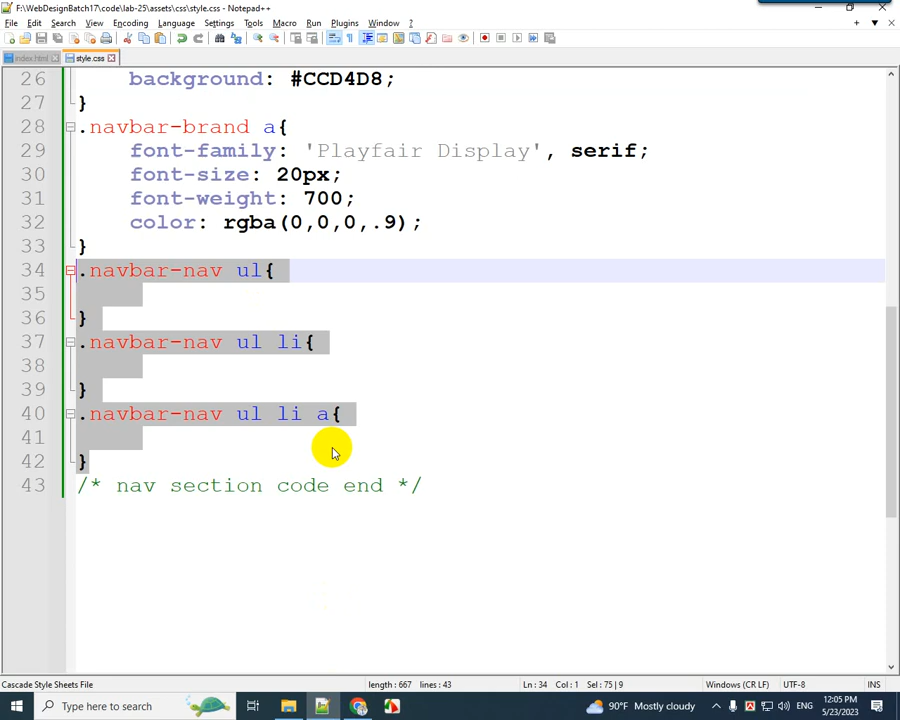 F:\WebDesignBatch17\code\lab-25\assets\css\style.css - Notepad++
File Edit Search View Encoding Language Settings Tools Macro Run Plugins Window ?
index.html style.css
26 background: #CCD4D8;
27 }
28 .navbar-brand a{
29 font-family: 'Playfair Display', serif;
30 font-size: 20px;
31 font-weight: 700;
32 color: rgba(0,0,0,.9);
33 }
34 .navbar-nav ul{
35
36 }
37 .navbar-nav ul li{
38
39 }
40 .navbar-nav ul li a{
41
42 }
43 /* nav section code end */
Cascade Style Sheets File length : 667 lines : 43 Ln : 34 Col : 1 Sel : 75 | 9 Windows (CR LF) UTF-8 INS
Type here to search 90°F Mostly cloudy 12:05 PM
5/23/2023